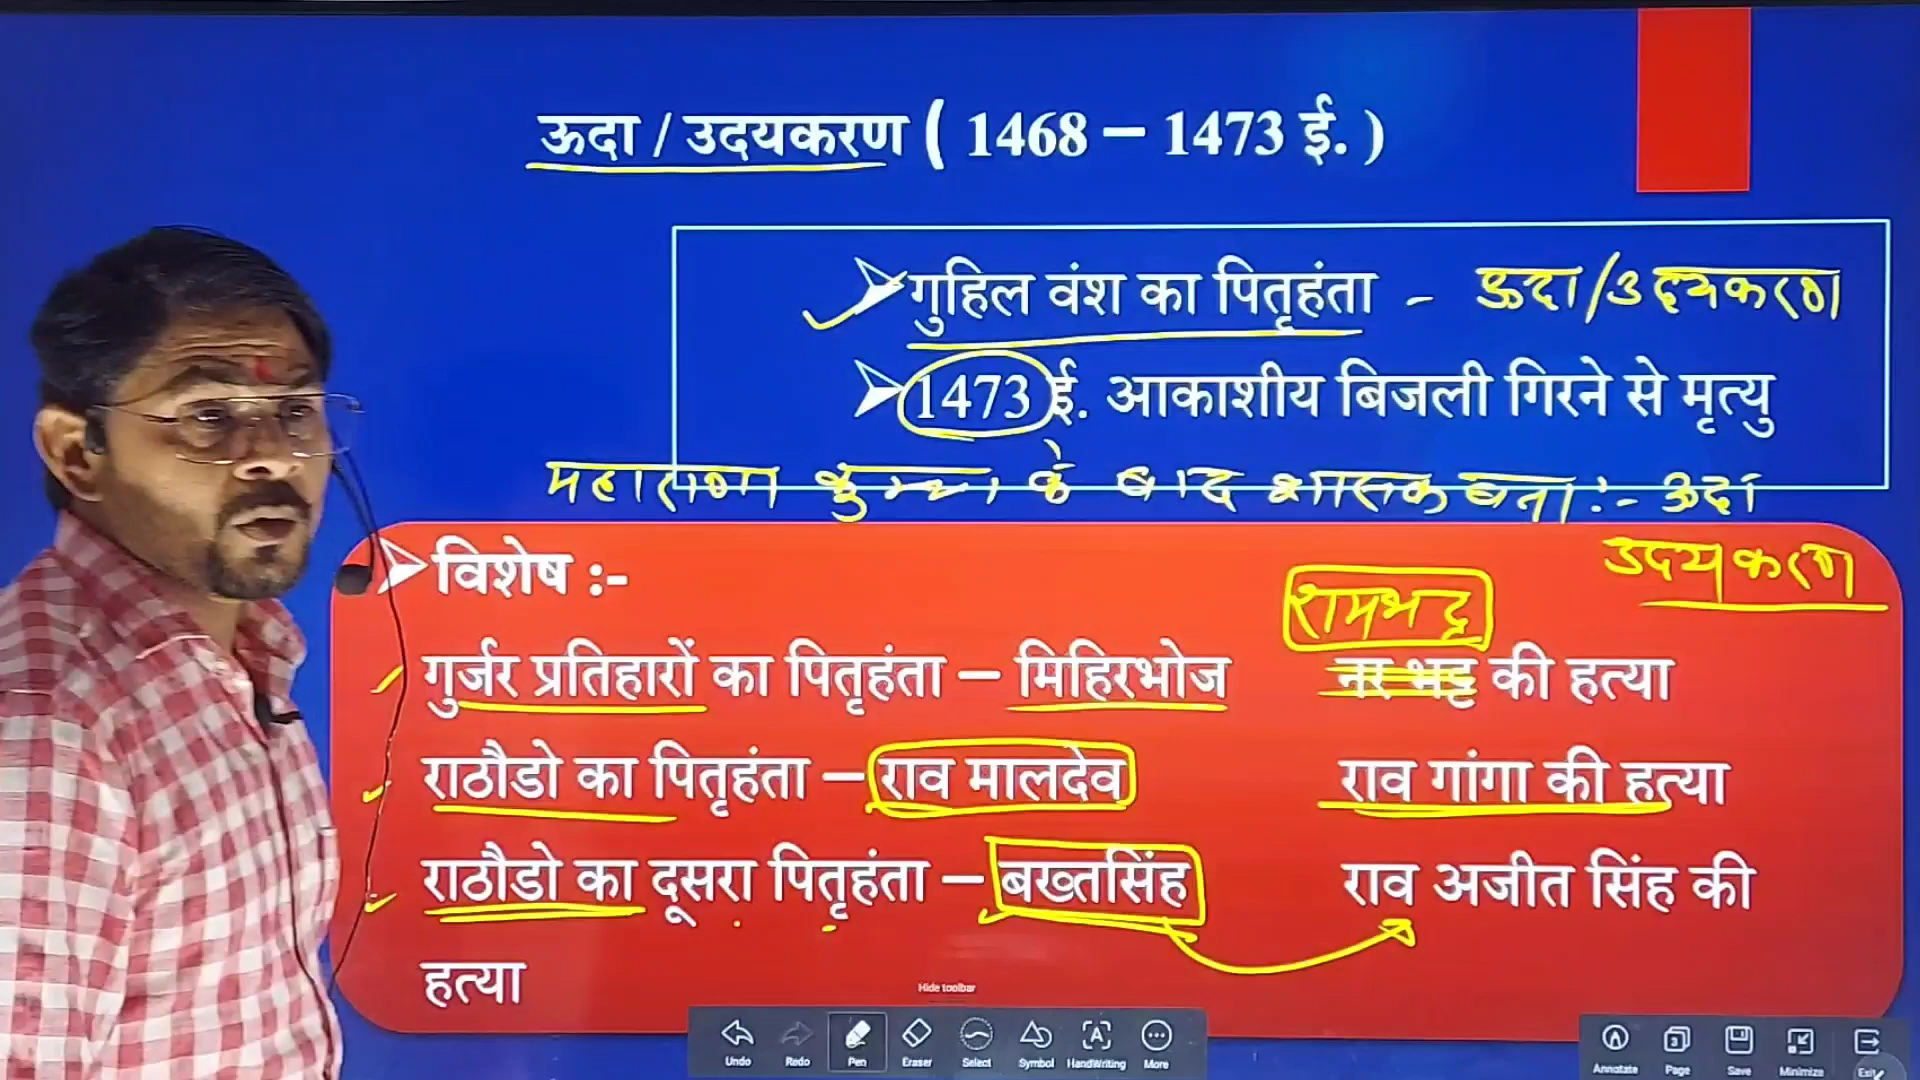 ऊदा / उदयकरण ( 1468 – 1473 ई. )
गुहिल वंश का पितृहंता - ऊदा/उदयकरण
1473 ई. आकाशीय बिजली गिरने से मृत्यु
महाराणा कुम्भा के बाद शासक बना :- ऊदा
उदयकरण
विशेष :-
रामभद्र
गुर्जर प्रतिहारों का पितृहंता – मिहिरभोज नर भट्ट की हत्या
राठौडो का पितृहंता – राव मालदेव राव गांगा की हत्या
राठौडो का दूसरा पितृहंता – बख्तसिंह राव अजीत सिंह की
हत्या
Hide toolbar
Undo Redo Pen Eraser Select Symbol HandWriting More
Annotate Page Save Minimize Exit